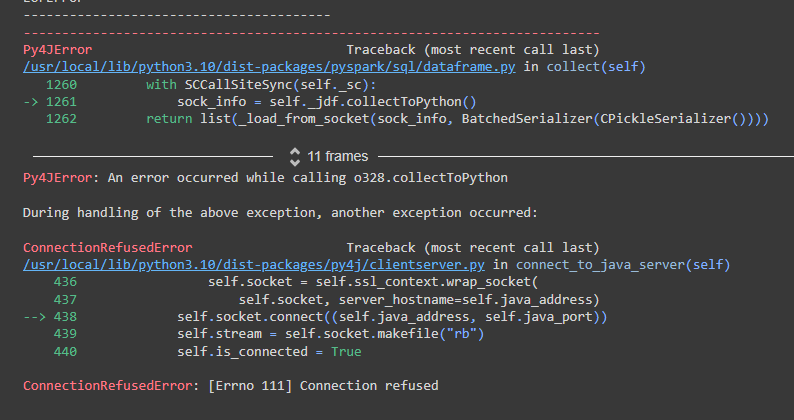 ----------------------------------------
------------------------------------------------------------------------
Py4JError Traceback (most recent call last)
/usr/local/lib/python3.10/dist-packages/pyspark/sql/dataframe.py in collect(self)
1260 with SCCallSiteSync(self._sc):
-> 1261 sock_info = self._jdf.collectToPython()
1262 return list(_load_from_socket(sock_info, BatchedSerializer(CPickleSerializer())))
11 frames
Py4JError: An error occurred while calling o328.collectToPython
During handling of the above exception, another exception occurred:
ConnectionRefusedError Traceback (most recent call last)
/usr/local/lib/python3.10/dist-packages/py4j/clientserver.py in connect_to_java_server(self)
436 self.socket = self.ssl_context.wrap_socket(
437 self.socket, server_hostname=self.java_address)
--> 438 self.socket.connect((self.java_address, self.java_port))
439 self.stream = self.socket.makefile("rb")
440 self.is_connected = True
ConnectionRefusedError: [Errno 111] Connection refused